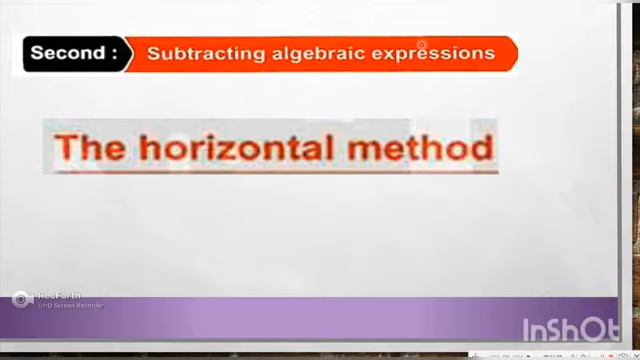 Second :
Subtracting algebraic expressions
The horizontal method
RecForth
UHD Screen Recorder
InShOt